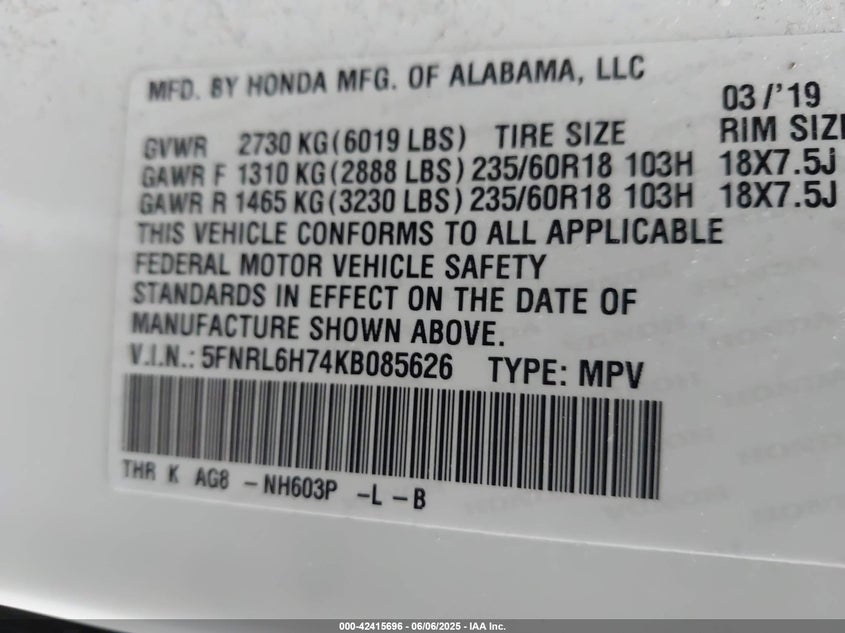 MFD. BY HONDA MFG. OF ALABAMA, LLC
03/'19
GVWR 2730 KG(6019 LBS) TIRE SIZE RIM SIZE
GAWR F 1310 KG(2888 LBS) 235/60R18 103H 18X7.5J
GAWR R 1465 KG(3230 LBS) 235/60R18 103H 18X7.5J
THIS VEHICLE CONFORMS TO ALL APPLICABLE
FEDERAL MOTOR VEHICLE SAFETY
STANDARDS IN EFFECT ON THE DATE OF
MANUFACTURE SHOWN ABOVE.
V.I.N.: 5FNRL6H74KB085626 TYPE: MPV
THR K AG8 -NH603P -L -B
000-42415696 - 06/06/2025 - IAA Inc.